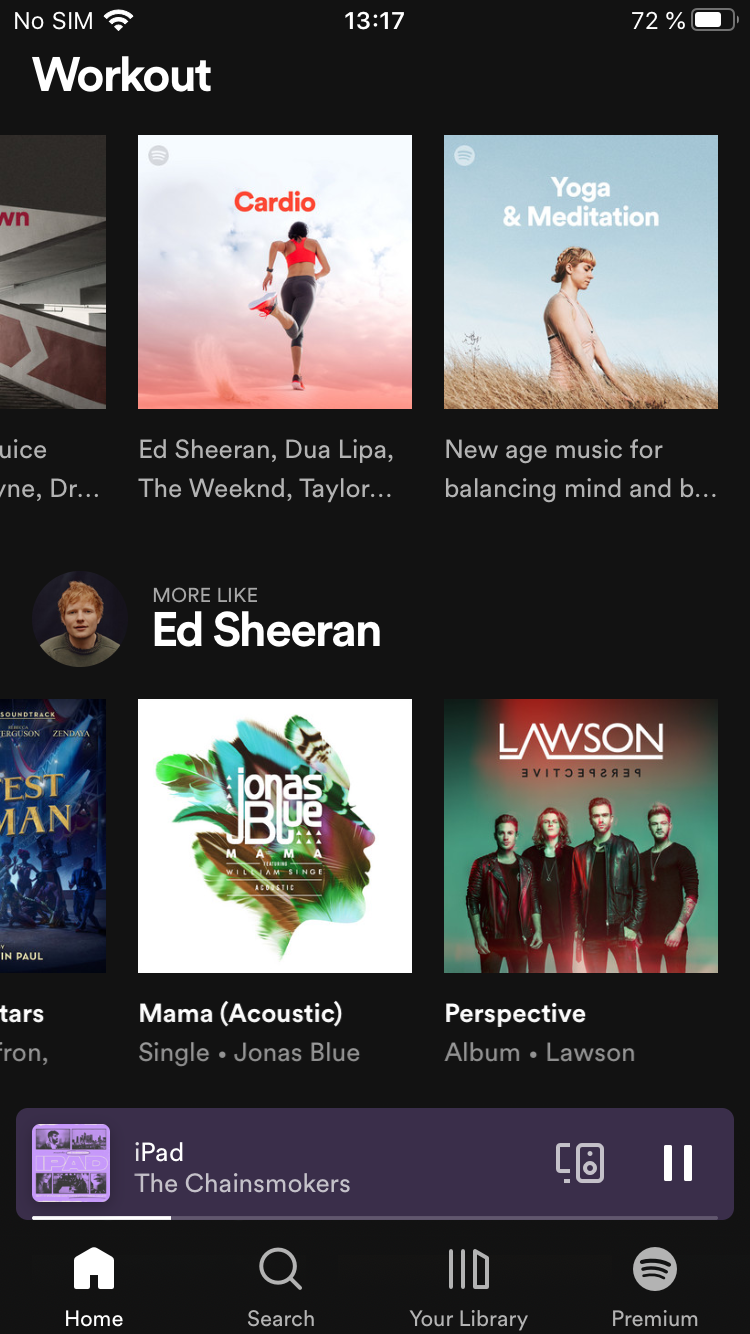 No SIM 13:17 72 %
Workout
wn
Cardio
Yoga
& Meditation
uice
yne, Dr...
Ed Sheeran, Dua Lipa,
The Weeknd, Taylor...
New age music for
balancing mind and b...
MORE LIKE
Ed Sheeran
SOUNDTRACK
REBECCA
FERGUSON ZENDAYA
EST
MAN
IN PAUL
jonas
Blue
MAMA
FEATURING
WILLIAM SINGE
ACOUSTIC
LAWSON
PERSPECTIVE
tars
fron,
Mama (Acoustic)
Single • Jonas Blue
Perspective
Album • Lawson
IPAD
iPad
The Chainsmokers
Home
Search
Your Library
Premium